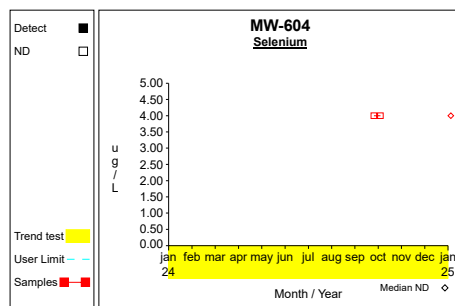 Detect
ND
Trend test
User Limit
Samples
MW-604
Selenium
ug/L
5.00
4.50
4.00
3.50
3.00
2.50
2.00
1.50
1.00
0.50
0.00
jan feb mar apr may jun jul aug sep oct nov dec jan
24 25
Month / Year
Median ND